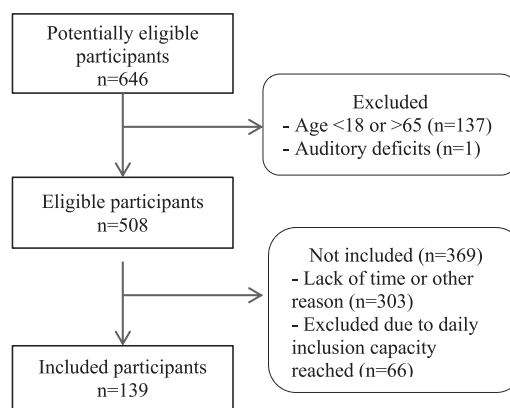 Potentially eligible
participants
n=646
Excluded
- Age <18 or >65 (n=137)
- Auditory deficits (n=1)
Eligible participants
n=508
Not included (n=369)
- Lack of time or other
reason (n=303)
- Excluded due to daily
inclusion capacity
reached (n=66)
Included participants
n=139